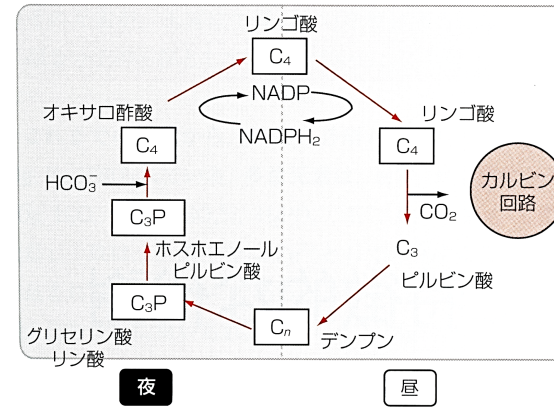 リンゴ酸
C₄
NADP
NADPH₂
オキサロ酢酸
C₄
HCO₃⁻
C₃P
ホスホエノール
ピルビン酸
C₃P
グリセリン酸
リン酸
Cn
デンプン
リンゴ酸
C₄
CO₂
カルビン
回路
C₃
ピルビン酸
夜
昼